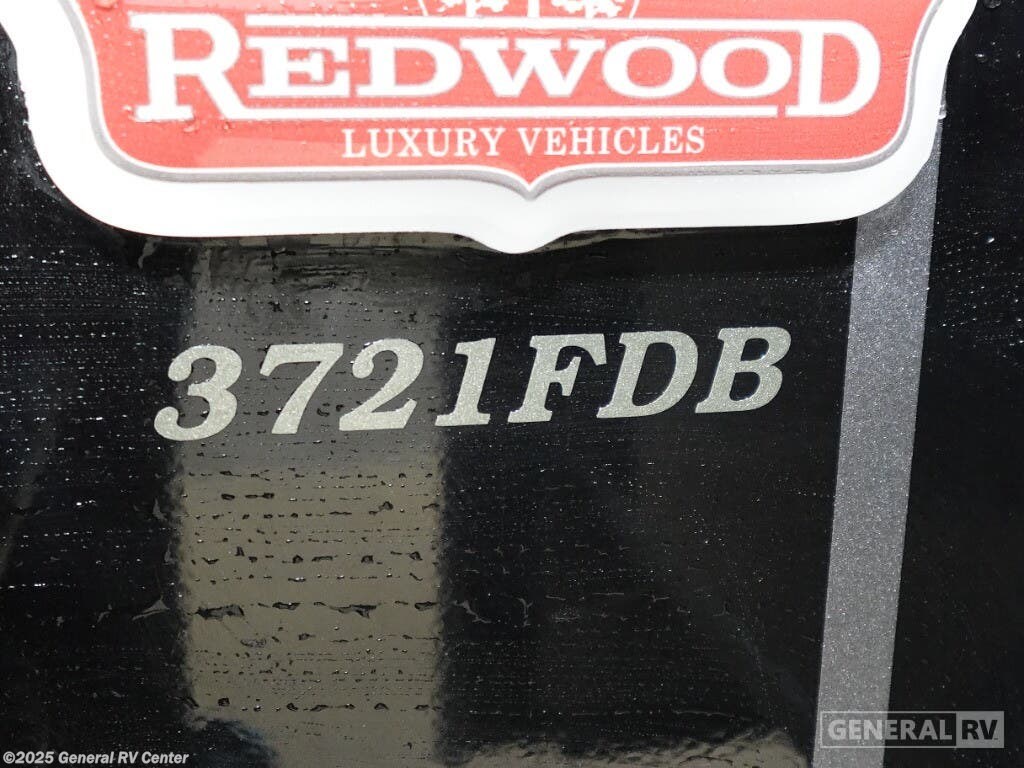 REDWOOD
LUXURY VEHICLES
3721FDB
GENERAL RV
©2025 General RV Center